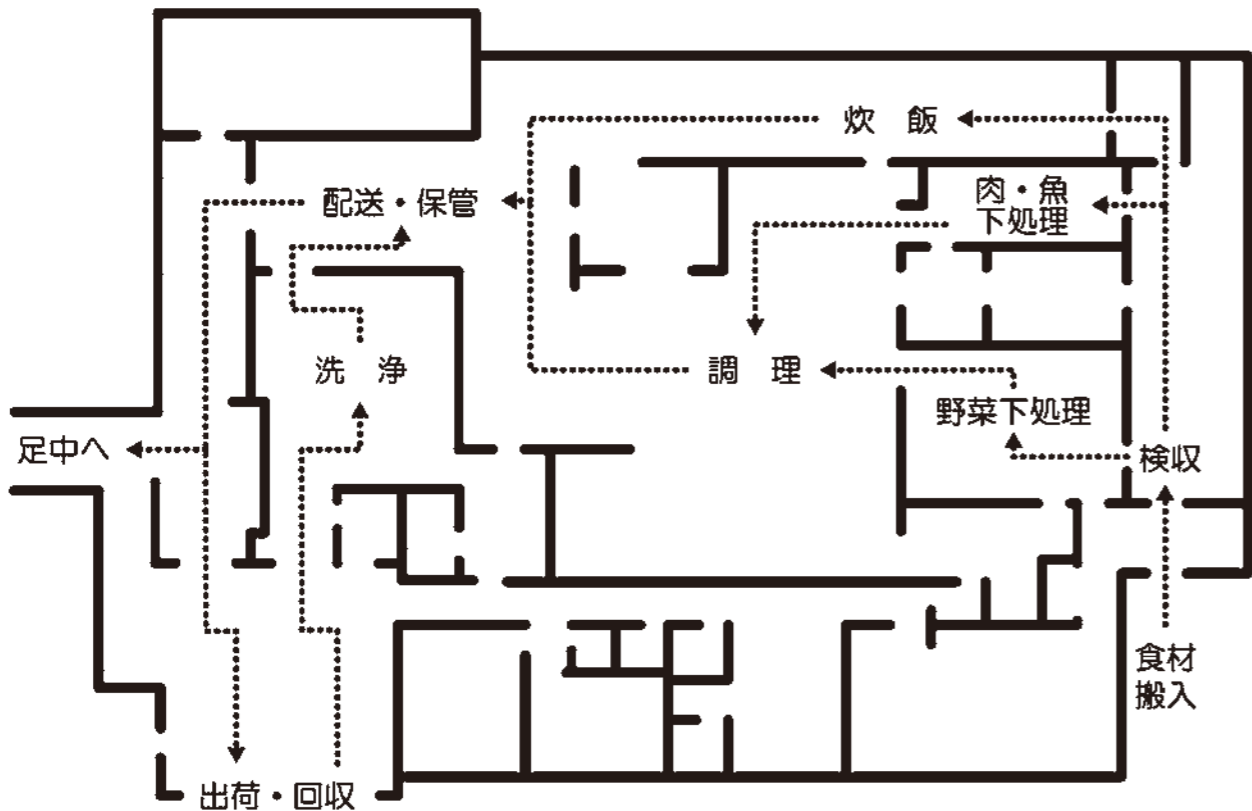 炊飯
肉・魚
下処理
配送・保管
洗浄
調理
野菜下処理
足中へ
検収
食材
搬入
出荷・回収